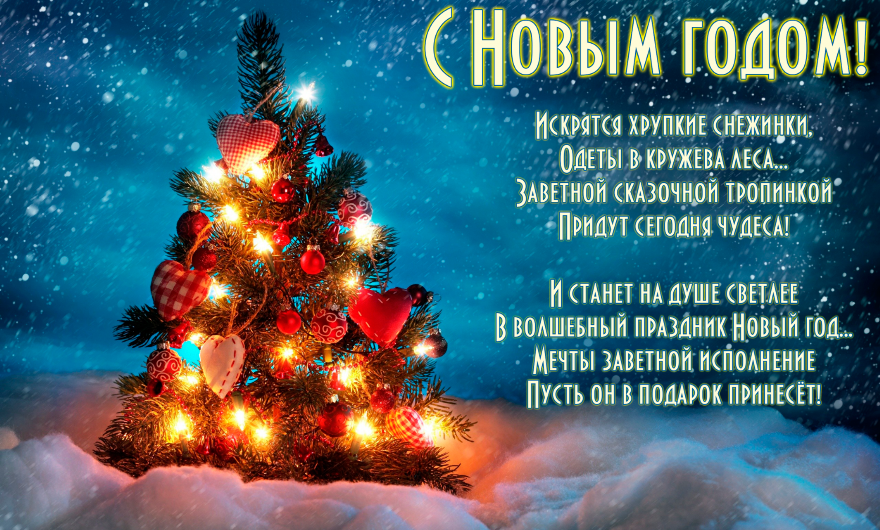 С Новым годом!
Искрятся хрупкие снежинки,
Одеты в кружева леса...
Заветной сказочной тропинкой
Придут сегодня чудеса!
И станет на душе светлее
В волшебный праздник Новый год...
Мечты заветной исполнение
Пусть он в подарок принесёт!